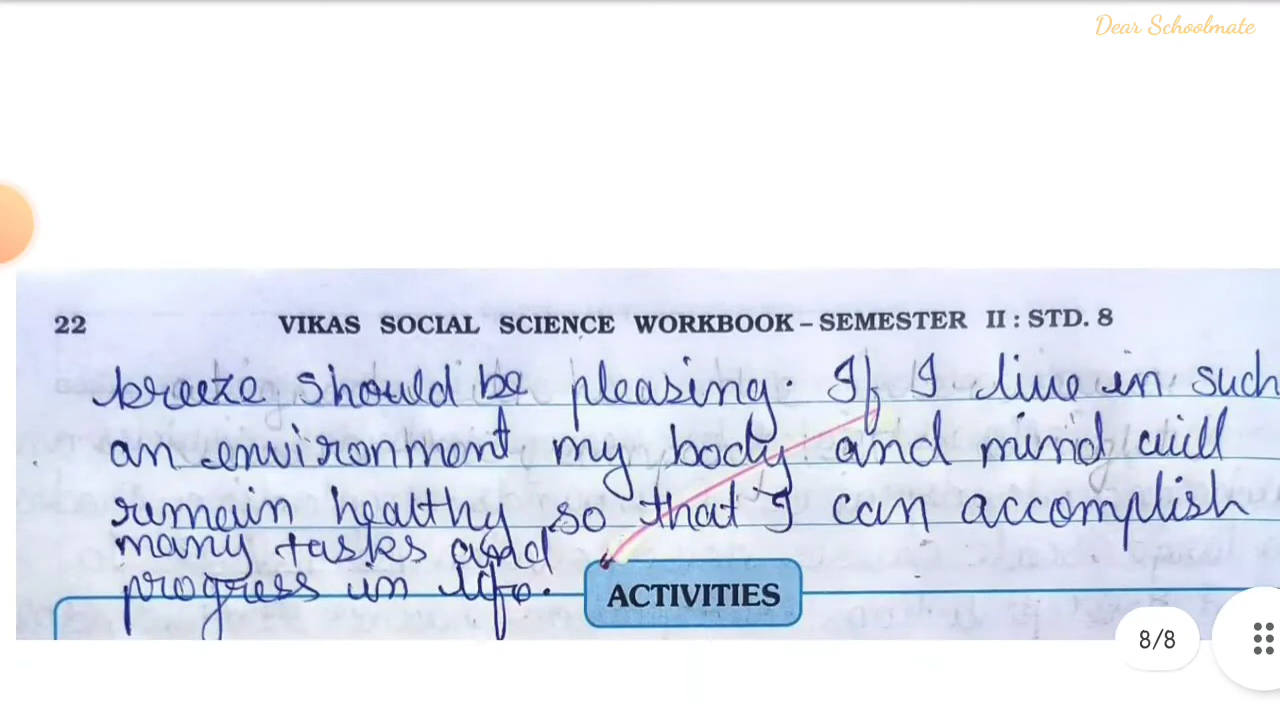 Dear Schoolmate
22 VIKAS SOCIAL SCIENCE WORKBOOK – SEMESTER II : STD. 8
breeze should be pleasing. If I live in such
an environment, my body and mind will
remain healthy so that I can accomplish
many tasks and
progress in life.
ACTIVITIES
8/8